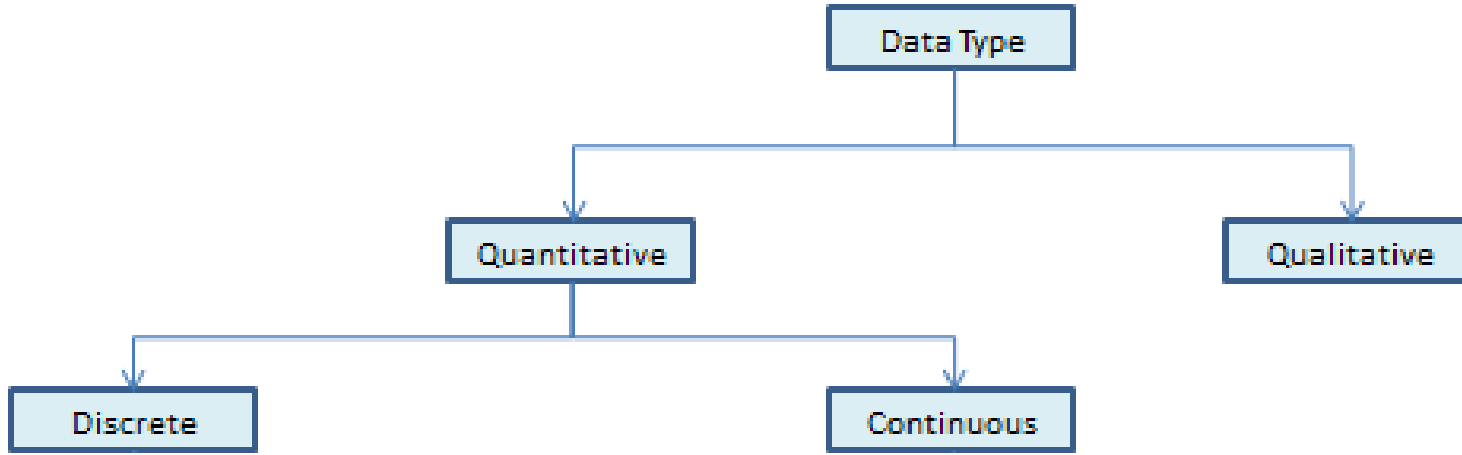 Data Type
Quantitative
Qualitative
Discrete
Continuous